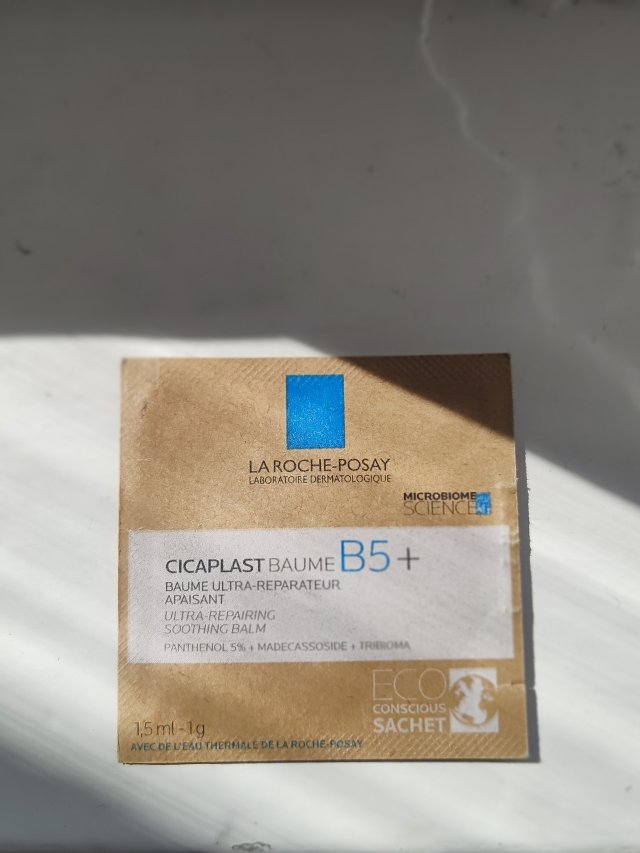 LA ROCHE-POSAY
LABORATOIRE DERMATOLOGIQUE
MICROBIOME
SCIENCE
CICAPLAST BAUME B5+
BAUME ULTRA-REPARATEUR
APAISANT
ULTRA-REPAIRING
SOOTHING BALM
PANTHENOL 5% + MADECASSOSIDE + TRIBIOMA
ECO
CONSCIOUS
SACHET
1,5 ml - 1 g
AVEC DE L'EAU THERMALE DE LA ROCHE-POSAY